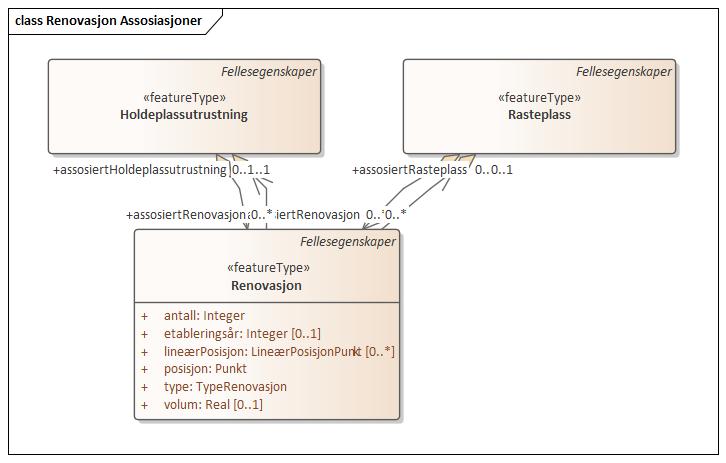 class Renovasjon Assosiasjoner
Fellesegenskaper
«featureType»
Holdeplassutrustning
Fellesegenskaper
«featureType»
Rasteplass
+assosiertHoldeplassutrustning 0..1..1
+assosiertRasteplass 0..0..1
+assosiertRenovasjon 0..* siertRenovasjon 0..*0..*
Fellesegenskaper
«featureType»
Renovasjon
+ antall: Integer
+ etableringsår: Integer [0..1]
+ lineærPosisjon: LineærPosisjonPunkt [0..*]
+ posisjon: Punkt
+ type: TypeRenovasjon
+ volum: Real [0..1]